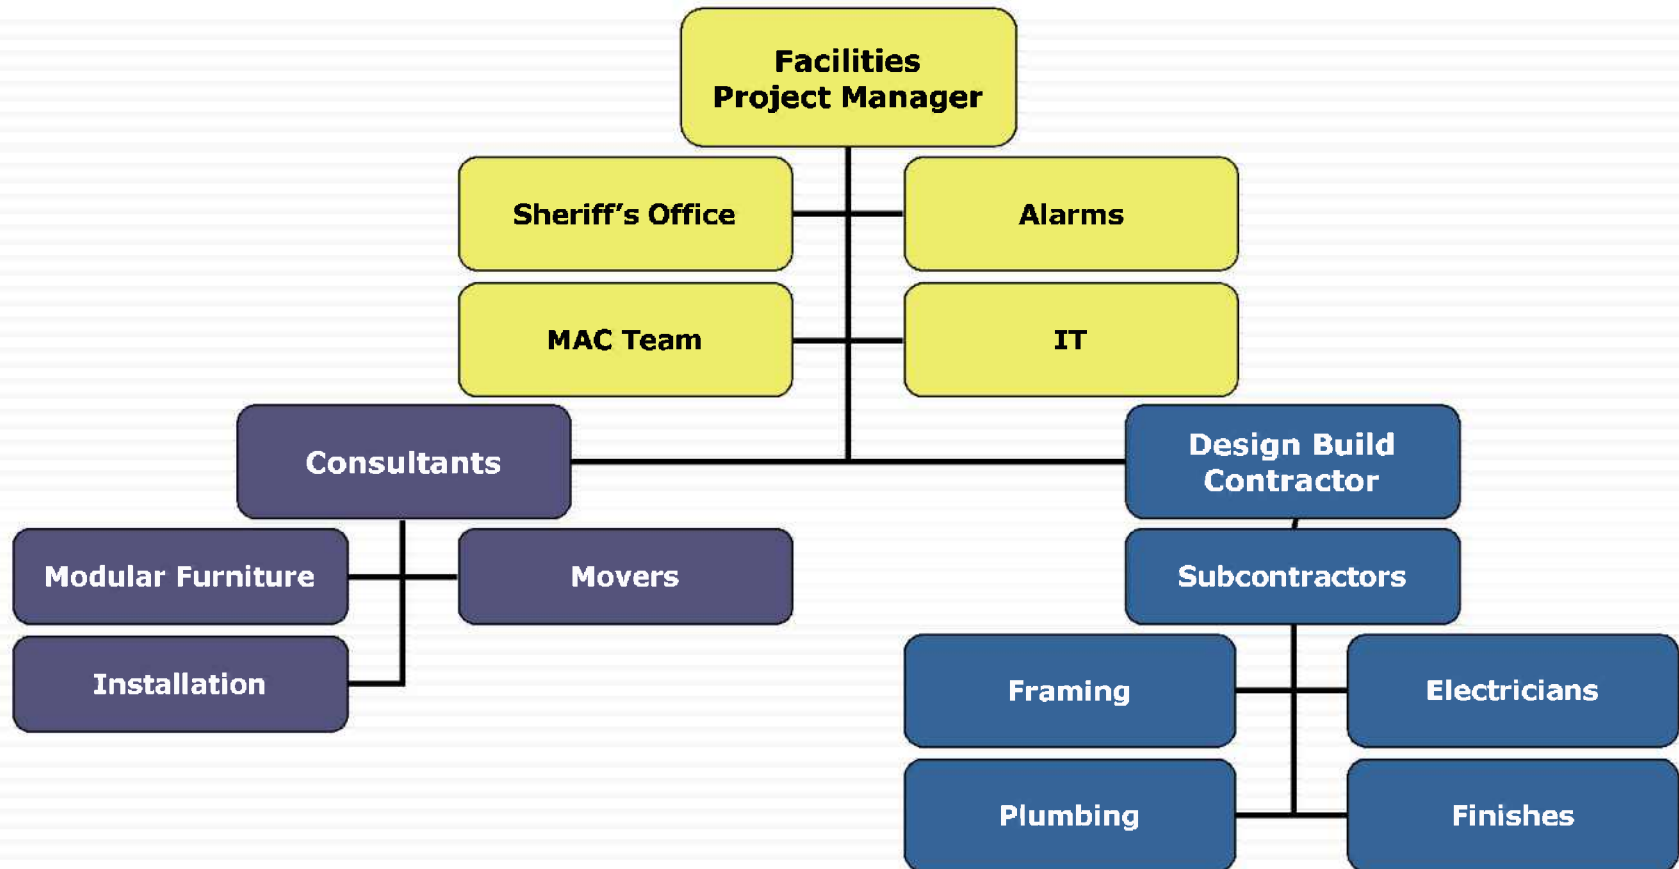 Facilities
Project Manager
Sheriff’s Office
Alarms
MAC Team
IT
Consultants
Design Build
Contractor
Modular Furniture
Movers
Subcontractors
Installation
Framing
Electricians
Plumbing
Finishes